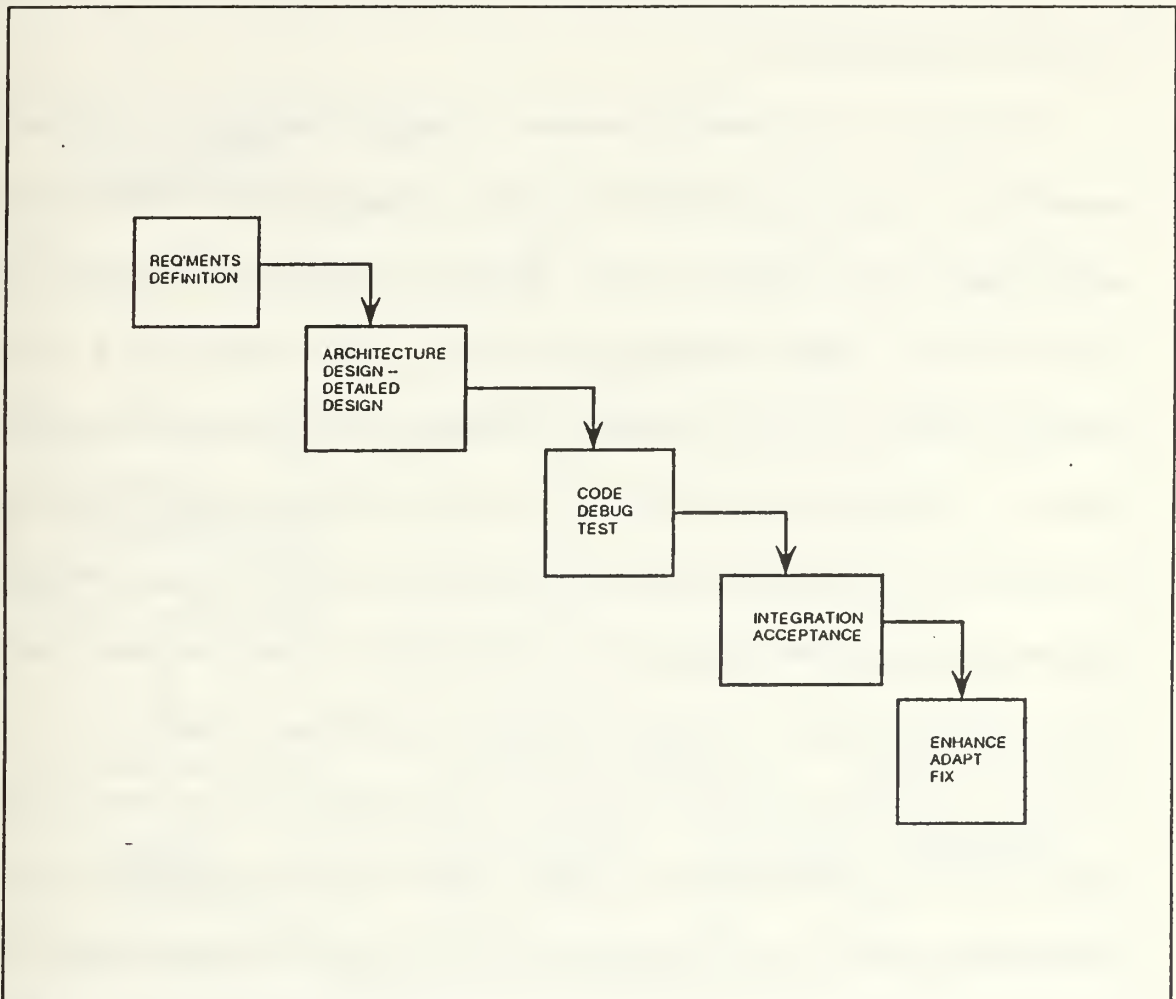 REQ'MENTS
DEFINITION
ARCHITECTURE
DESIGN --
DETAILED
DESIGN
CODE
DEBUG
TEST
INTEGRATION
ACCEPTANCE
ENHANCE
ADAPT
FIX